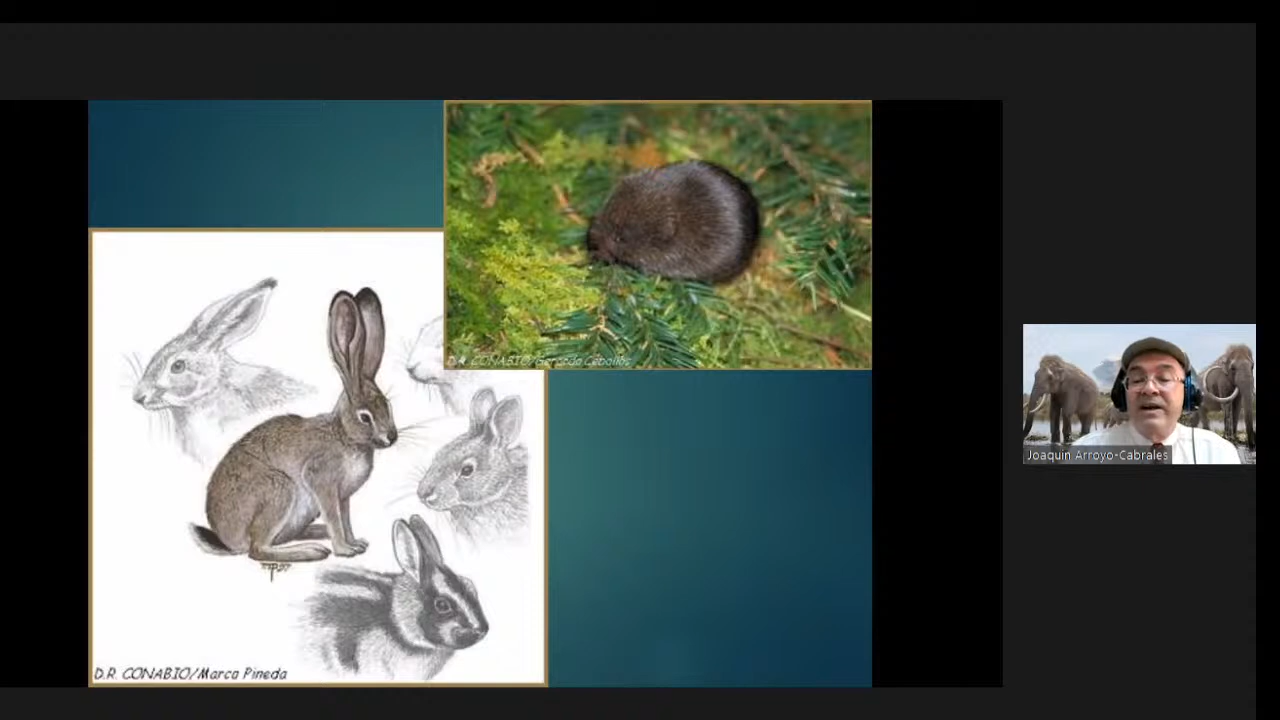 D.R. CONABIO/Gerardo Ceballos
Joaquin Arroyo-Cabrales
D.R. CONABIO/Marca Pineda